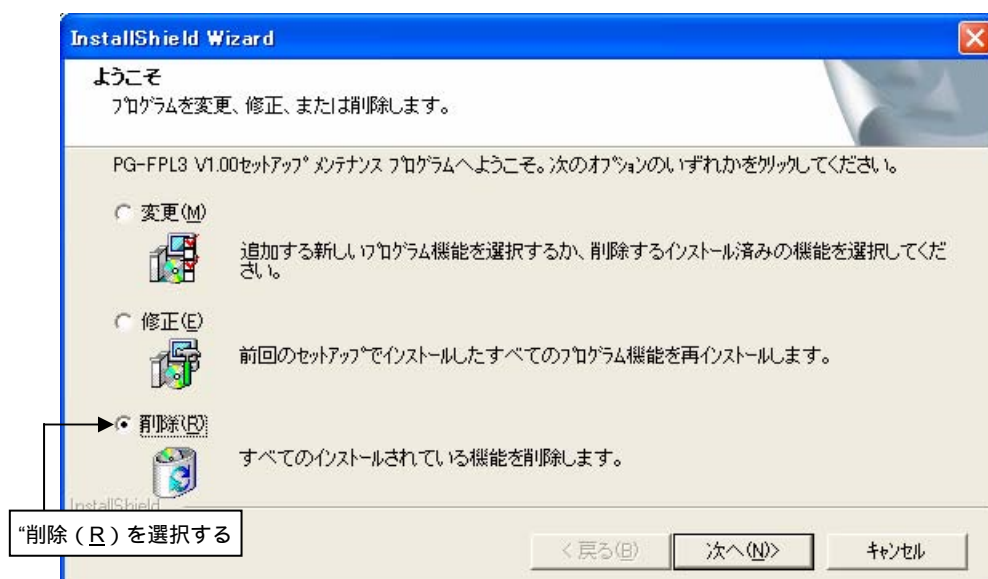 InstallShield Wizard
ようこそ
プログラムを変更、修正、または削除します。
PG-FPL3 V1.00セットアップ メンテナンス プログラムへようこそ。次のオプションのいずれかをクリックしてください。
変更(M)
追加する新しいプログラム機能を選択するか、削除するインストール済みの機能を選択してくだ
さい。
修正(E)
前回のセットアップでインストールしたすべてのプログラム機能を再インストールします。
削除(R)
すべてのインストールされている機能を削除します。
InstallShield
“削除(R)を選択する
< 戻る(B)
次へ(N)>
キャンセル